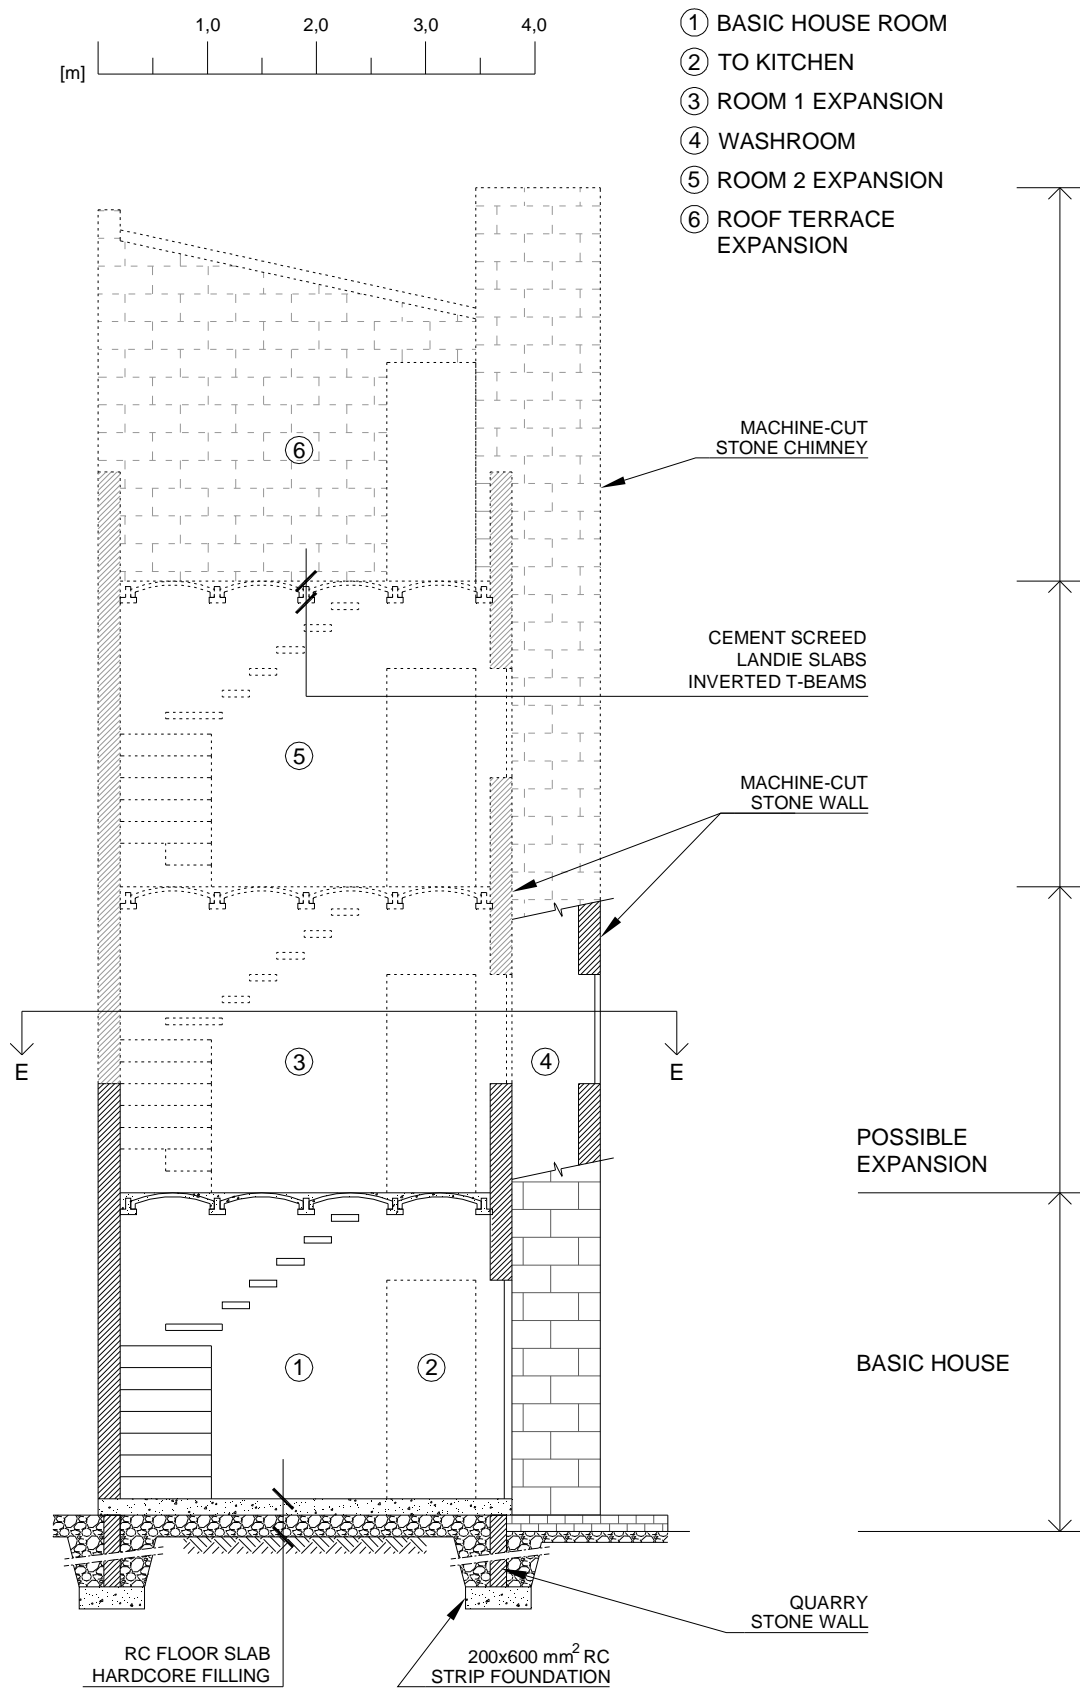 1,0 2,0 3,0 4,0
[m]
1 BASIC HOUSE ROOM
2 TO KITCHEN
3 ROOM 1 EXPANSION
4 WASHROOM
5 ROOM 2 EXPANSION
6 ROOF TERRACE
EXPANSION
MACHINE-CUT
STONE CHIMNEY
6
CEMENT SCREED
LANDIE SLABS
INVERTED T-BEAMS
5
MACHINE-CUT
STONE WALL
E 3 4 E
POSSIBLE
EXPANSION
1 2
BASIC HOUSE
QUARRY
STONE WALL
RC FLOOR SLAB
HARDCORE FILLING
200x600 mm² RC
STRIP FOUNDATION